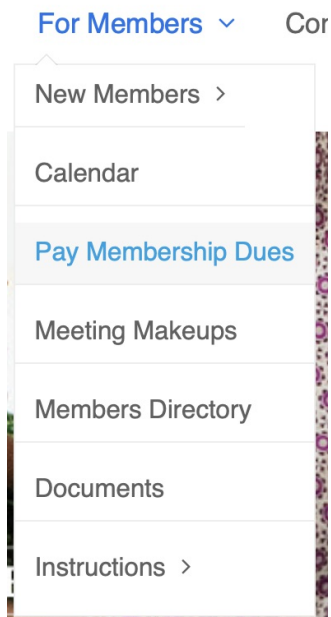 For Members
New Members
Calendar
Pay Membership Dues
Meeting Makeups
Members Directory
Documents
Instructions